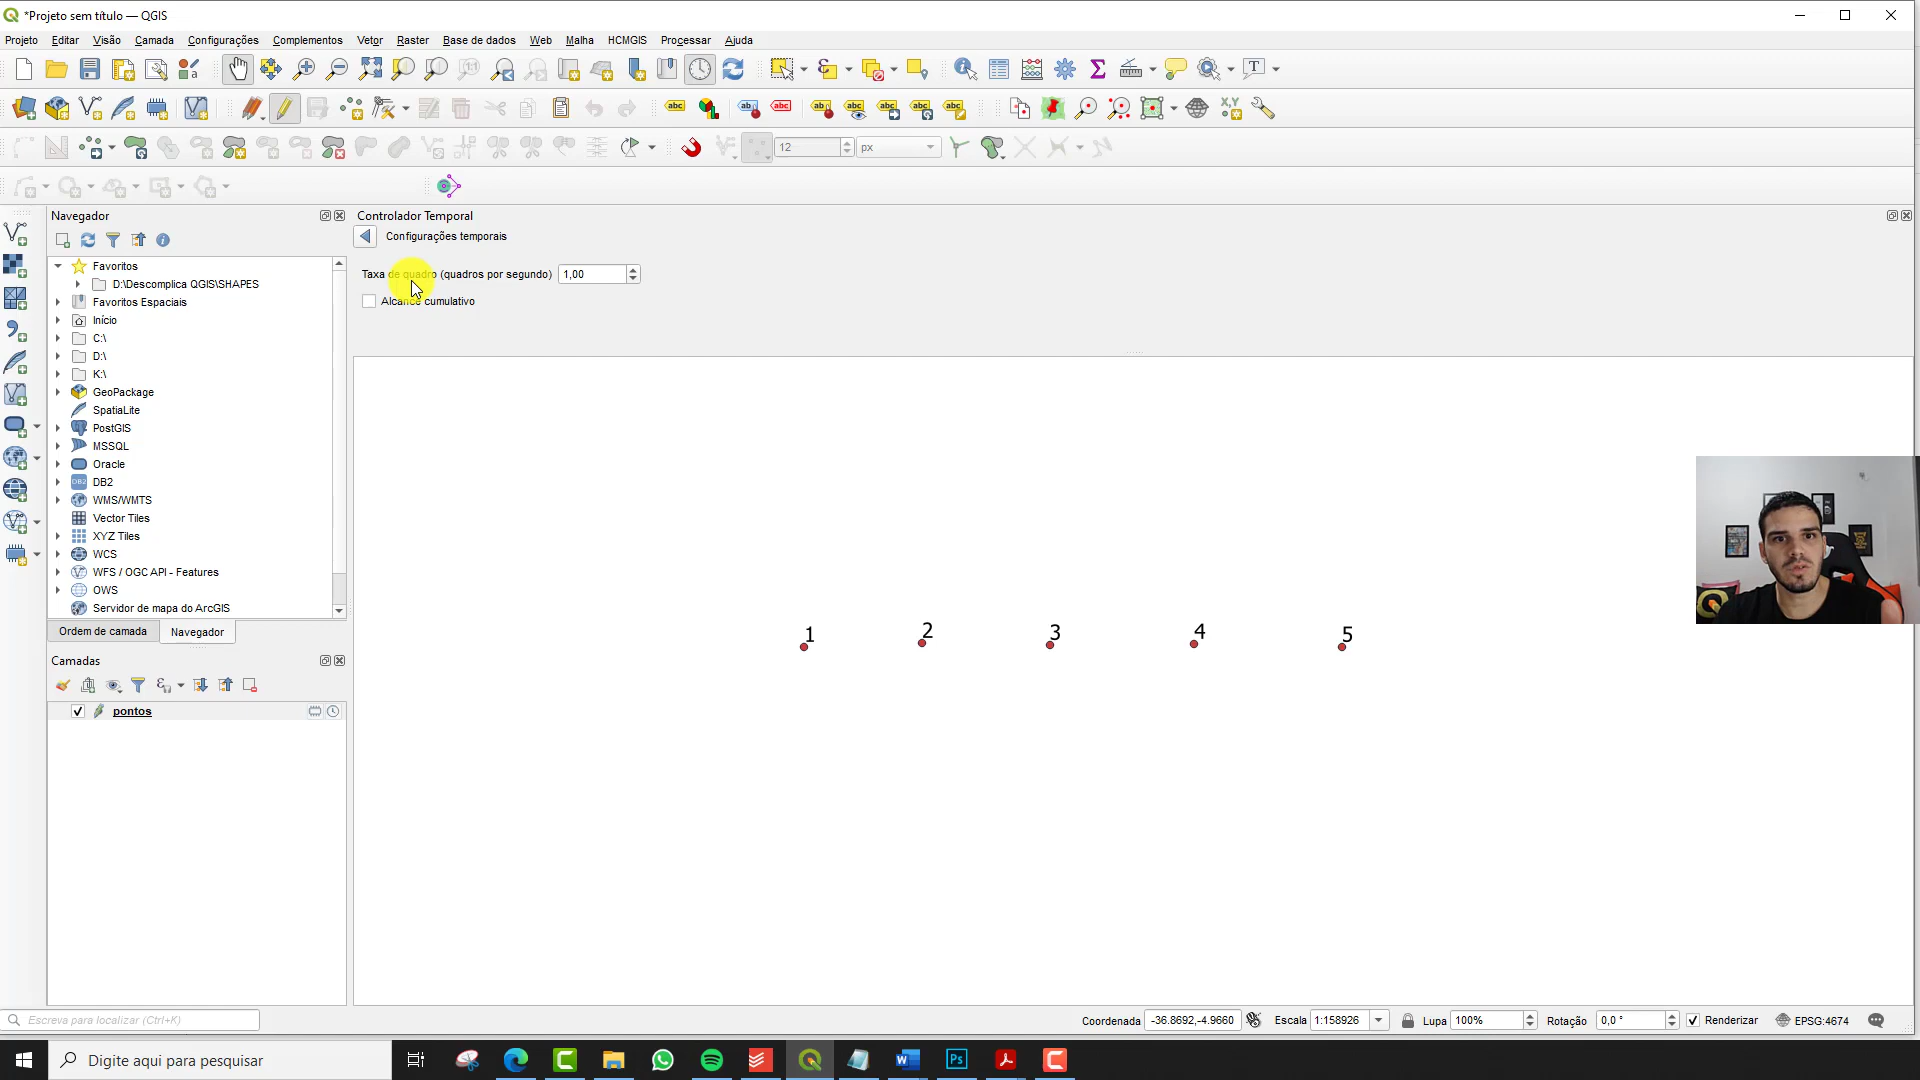 *Projeto sem título — QGIS
Projeto Editar Visão Camada Configurações Complementos Vetor Raster Base de dados Web Malha HCMGIS Processar Ajuda
12 px
Navegador
Controlador Temporal
Configurações temporais
Taxa de quadro (quadros por segundo) 1,00
Alcance cumulativo
Favoritos
D:\Descomplica QGIS\SHAPES
Favoritos Espaciais
Início
C:\
D:\
K:\
GeoPackage
SpatiaLite
PostGIS
MSSQL
Oracle
DB2
WMS/WMTS
Vector Tiles
XYZ Tiles
WCS
WFS / OGC API - Features
OWS
Servidor de mapa do ArcGIS
Ordem de camada Navegador
1 2 3 4 5
Camadas
pontos
Escreva para localizar (Ctrl+K)
Coordenada -36.8692,-4.9660 Escala 1:158926 Lupa 100% Rotação 0,0 ° Renderizar EPSG:4674
Digite aqui para pesquisar